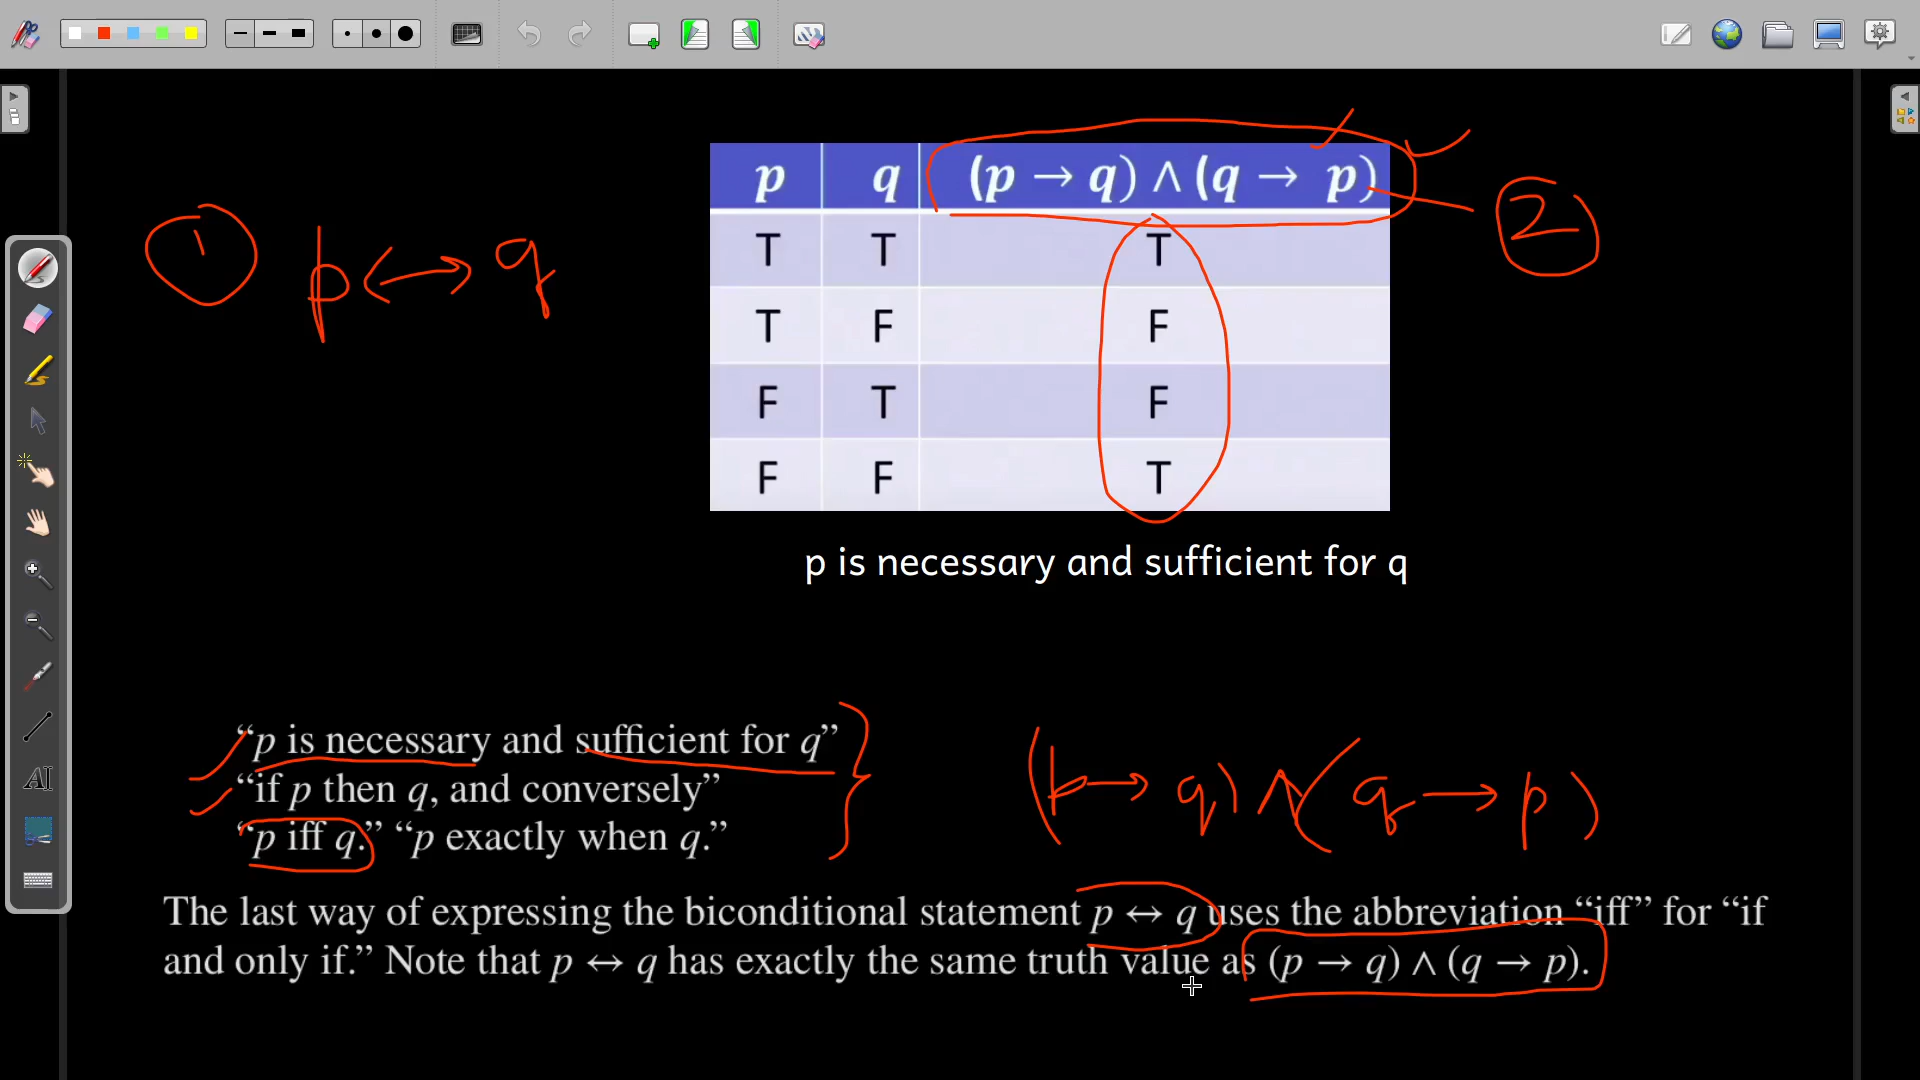 p q (p → q) ∧ (q → p)
T T T
T F F
F T F
F F T
1 p ↔ q
2
p is necessary and sufficient for q
“p is necessary and sufficient for q”
“if p then q, and conversely”
“p iff q.” “p exactly when q.”
(p → q) ∧ (q → p)
The last way of expressing the biconditional statement p ↔ q uses the abbreviation “iff” for “if
and only if.” Note that p ↔ q has exactly the same truth value as (p → q) ∧ (q → p).
AI